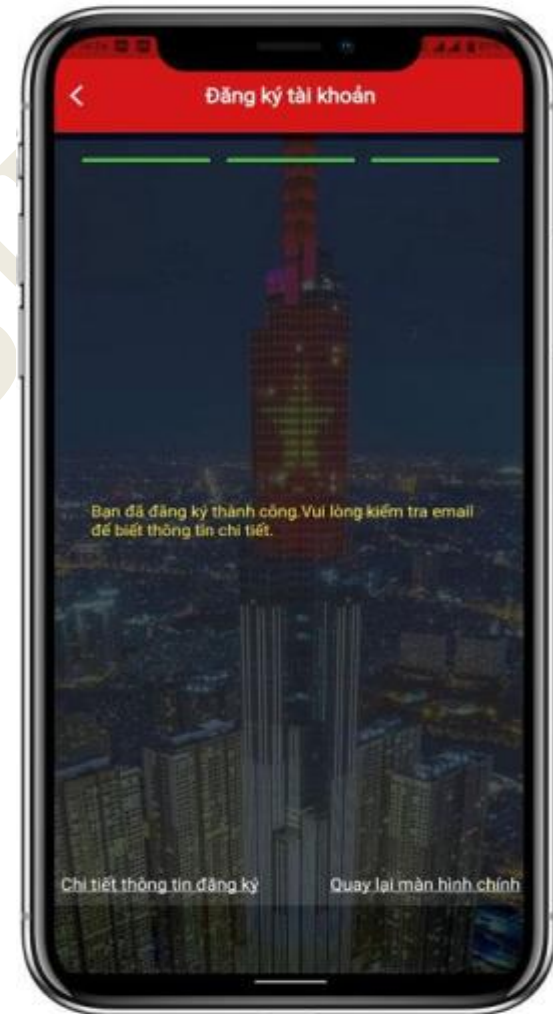 Đăng ký tài khoản
Bạn đã đăng ký thành công.Vui lòng kiểm tra email
để biết thông tin chi tiết.
Chi tiết thông tin đăng ký
Quay lại màn hình chính